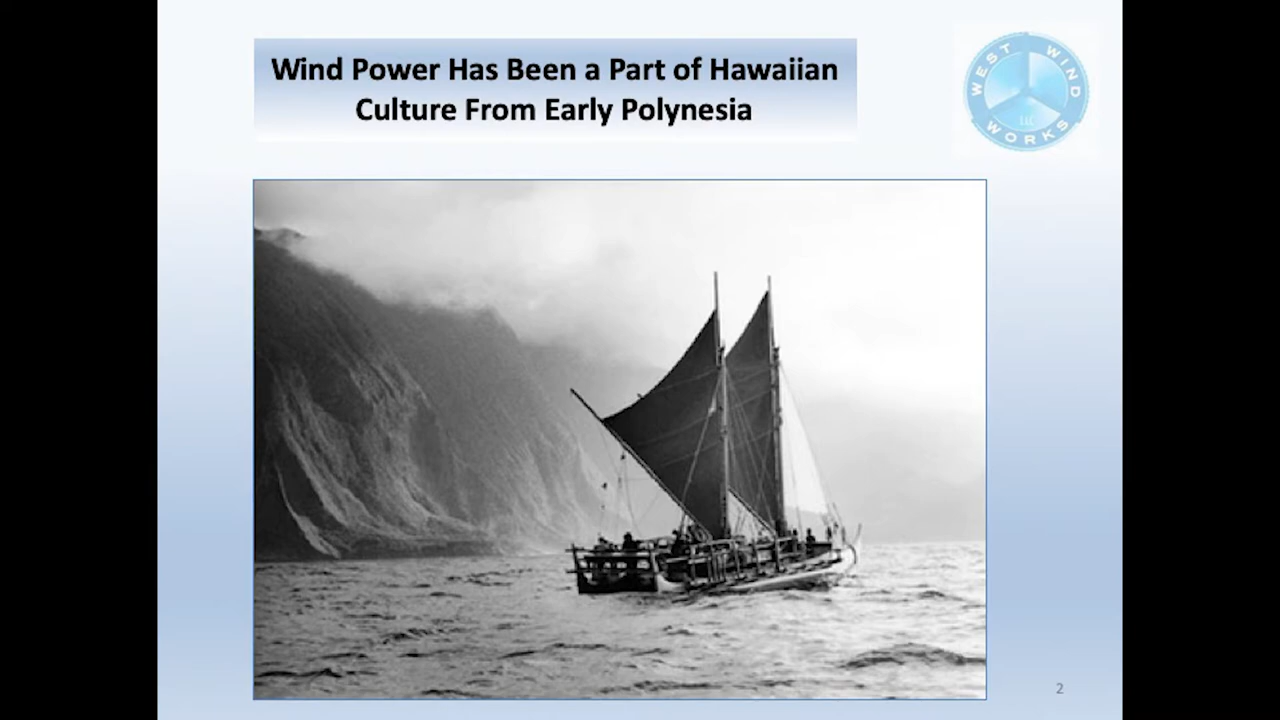 Wind Power Has Been a Part of Hawaiian
Culture From Early Polynesia
WEST WIND
LLC
WORKS
2